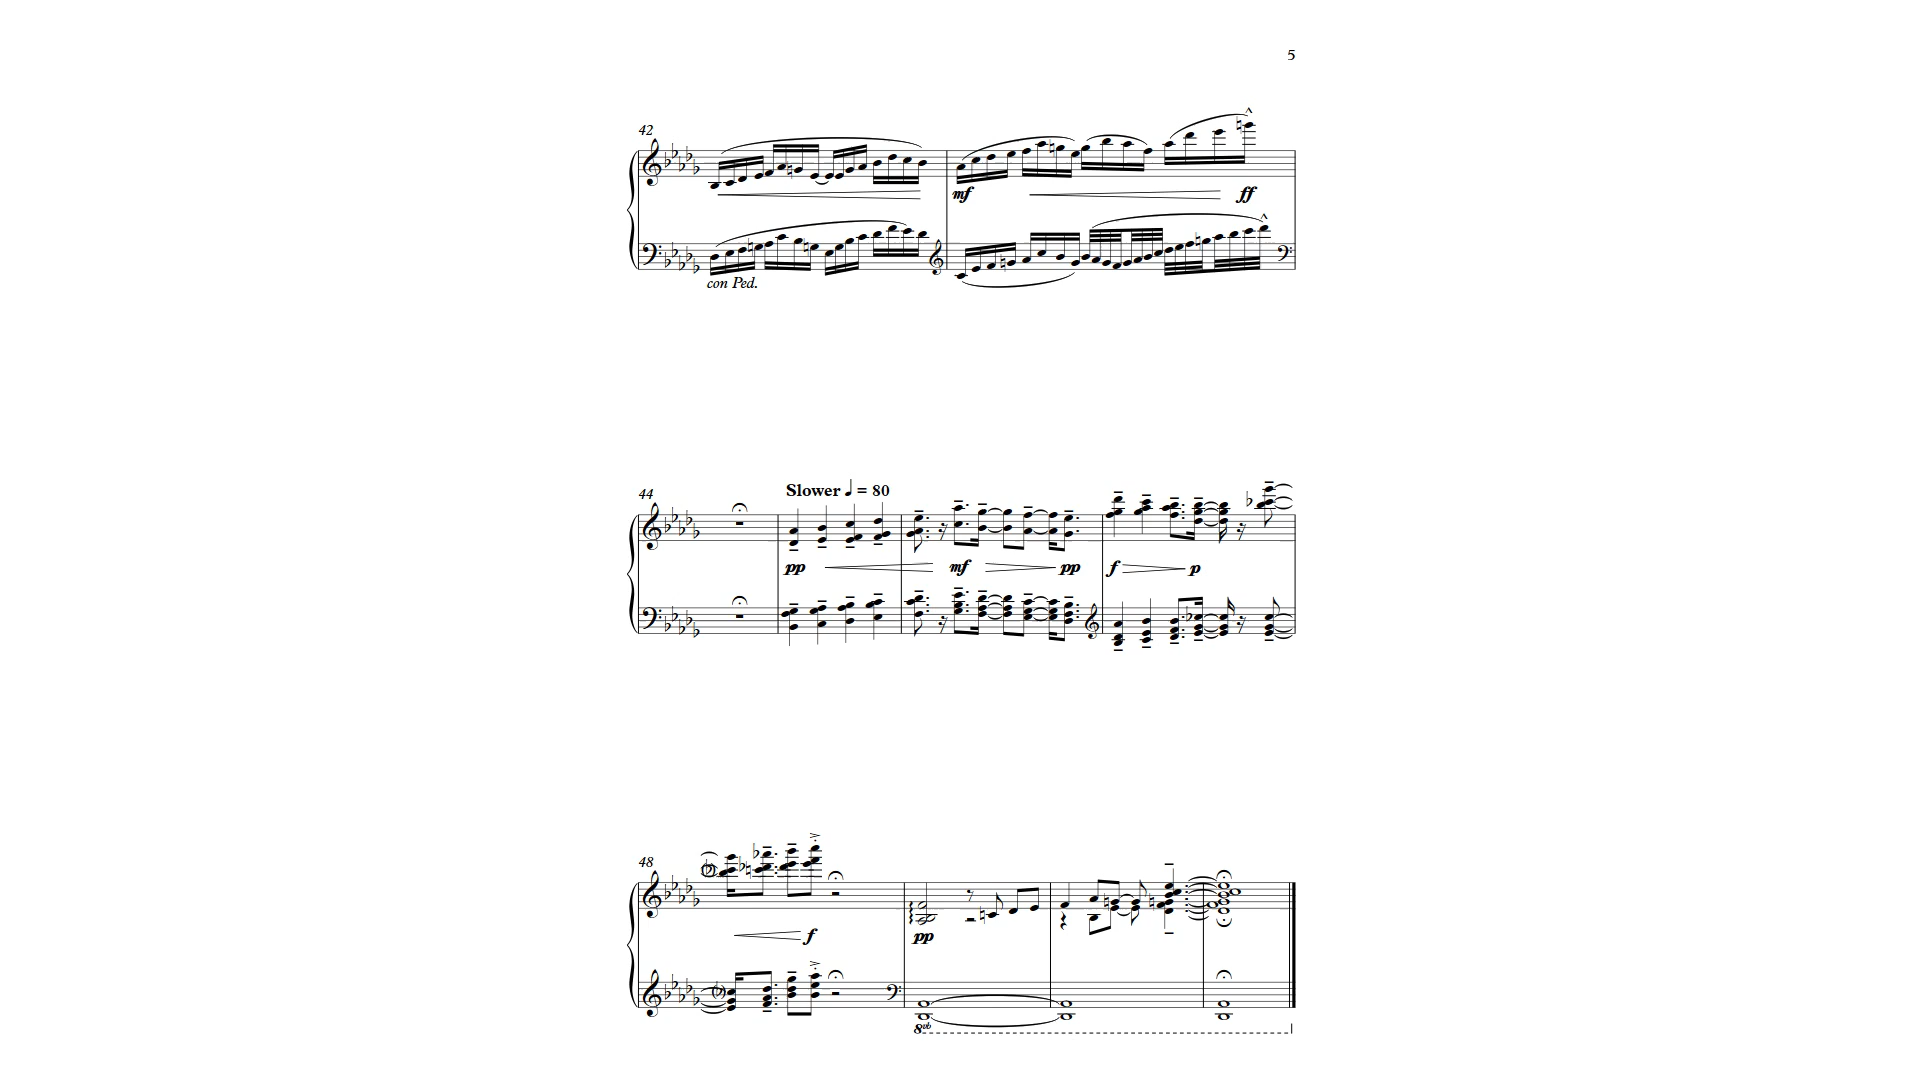 5
42
mf
ff
con Ped.
44
Slower ♩ = 80
pp
mf
pp
f
p
48
f
pp
8vb